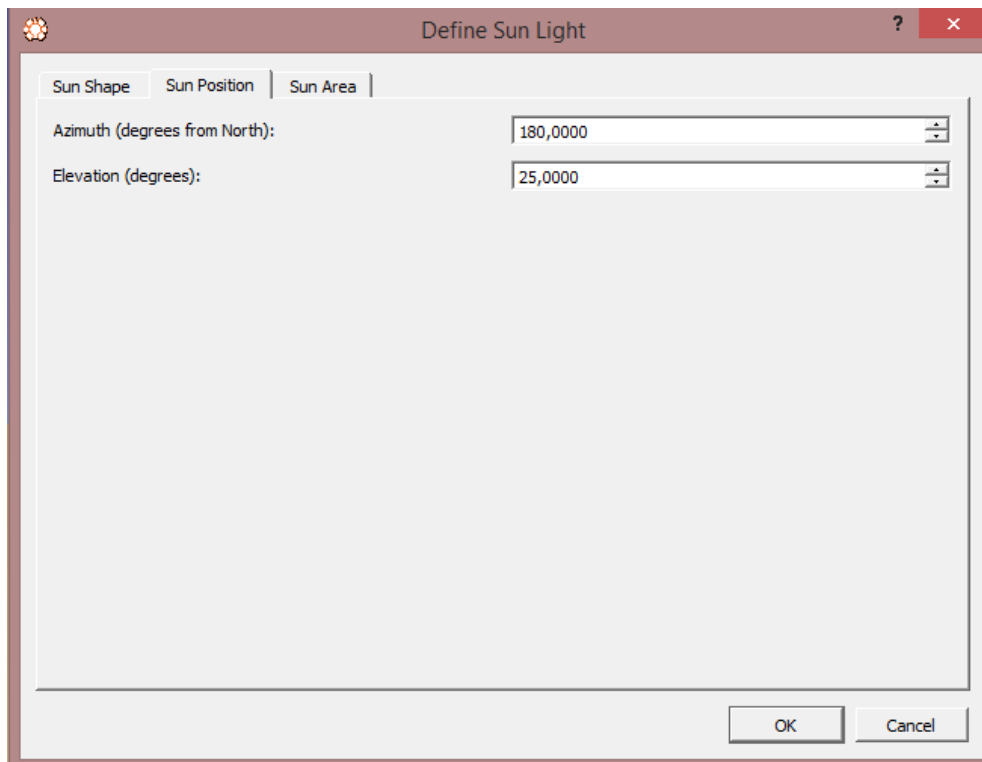 Define Sun Light
?
Sun Shape Sun Position Sun Area
Azimuth (degrees from North): 180,0000
Elevation (degrees): 25,0000
OK Cancel